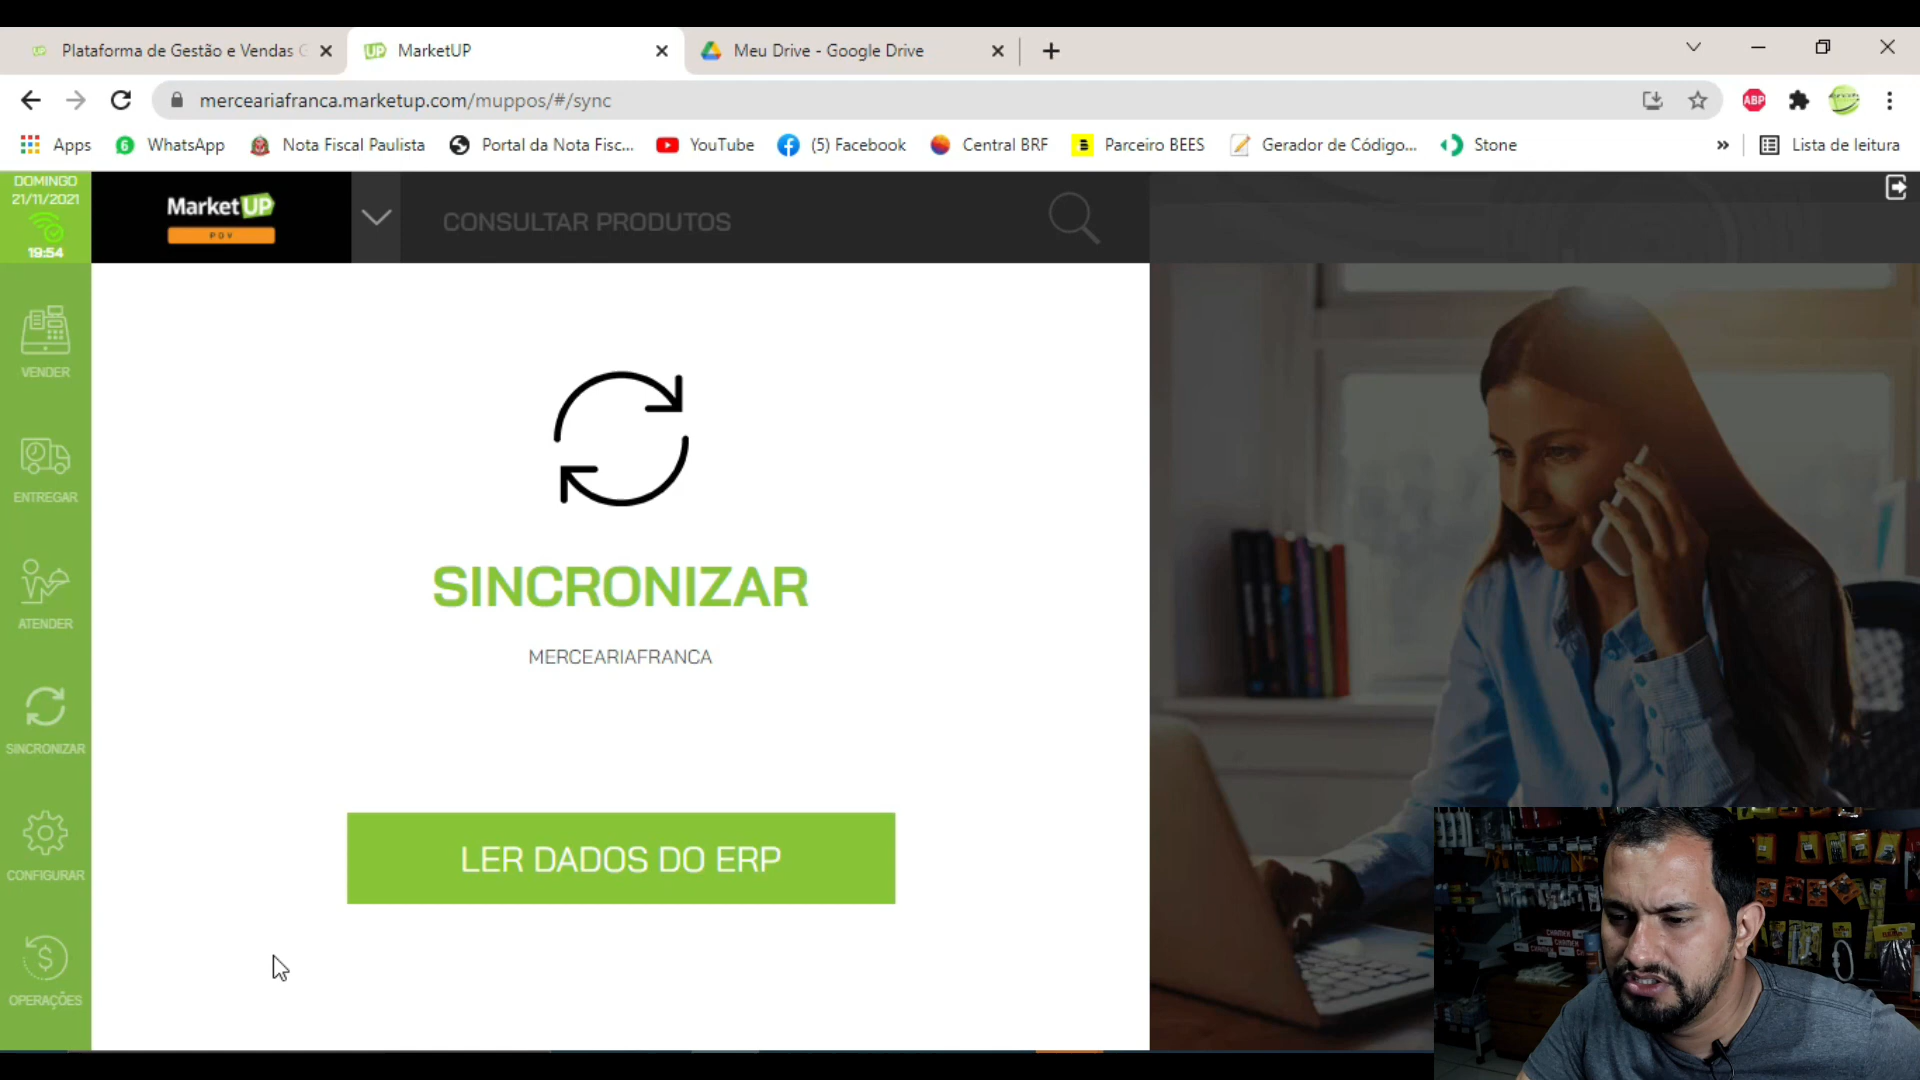 Plataforma de Gestão e Vendas G
MarketUP
Meu Drive - Google Drive
merceariafranca.marketup.com/muppos/#/sync
ABP
Apps
WhatsApp
Nota Fiscal Paulista
Portal da Nota Fisc...
YouTube
(5) Facebook
Central BRF
Parceiro BEES
Gerador de Código...
Stone
»
Lista de leitura
DOMINGO
21/11/2021
19:54
MarketUP
PDV
CONSULTAR PRODUTOS
VENDER
ENTREGAR
ATENDER
SINCRONIZAR
CONFIGURAR
OPERAÇÕES
SINCRONIZAR
MERCEARIAFRANCA
LER DADOS DO ERP